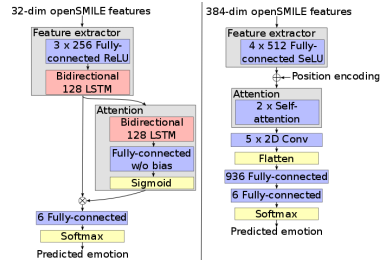 32-dim openSMILE features
Feature extractor
3 x 256 Fully-
connected ReLU
Bidirectional
128 LSTM
Attention
Bidirectional
128 LSTM
Fully-connected
w/o bias
Sigmoid
6 Fully-connected
Softmax
Predicted emotion
384-dim openSMILE features
Feature extractor
4 x 512 Fully-
connected SeLU
Position encoding
Attention
2 x Self-
attention
5 x 2D Conv
Flatten
936 Fully-connected
6 Fully-connected
Softmax
Predicted emotion